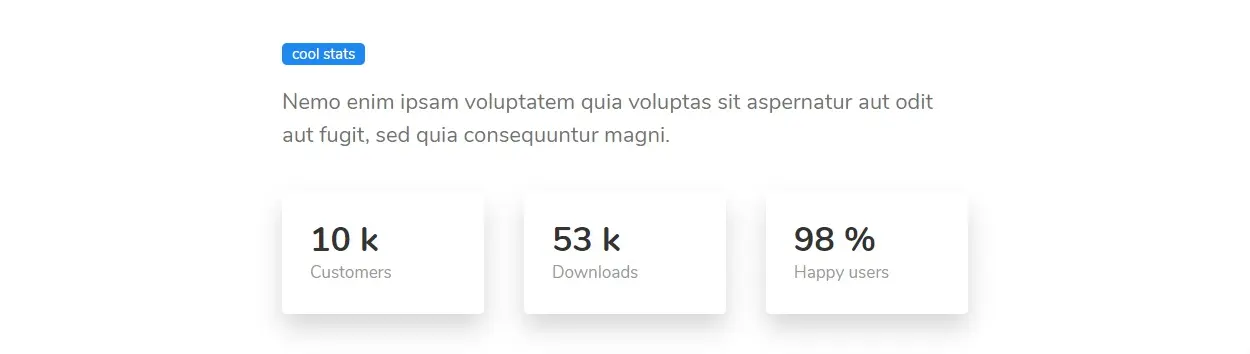 cool stats
Nemo enim ipsam voluptatem quia voluptas sit aspernatur aut odit
aut fugit, sed quia consequuntur magni.
10 k
Customers
53 k
Downloads
98 %
Happy users